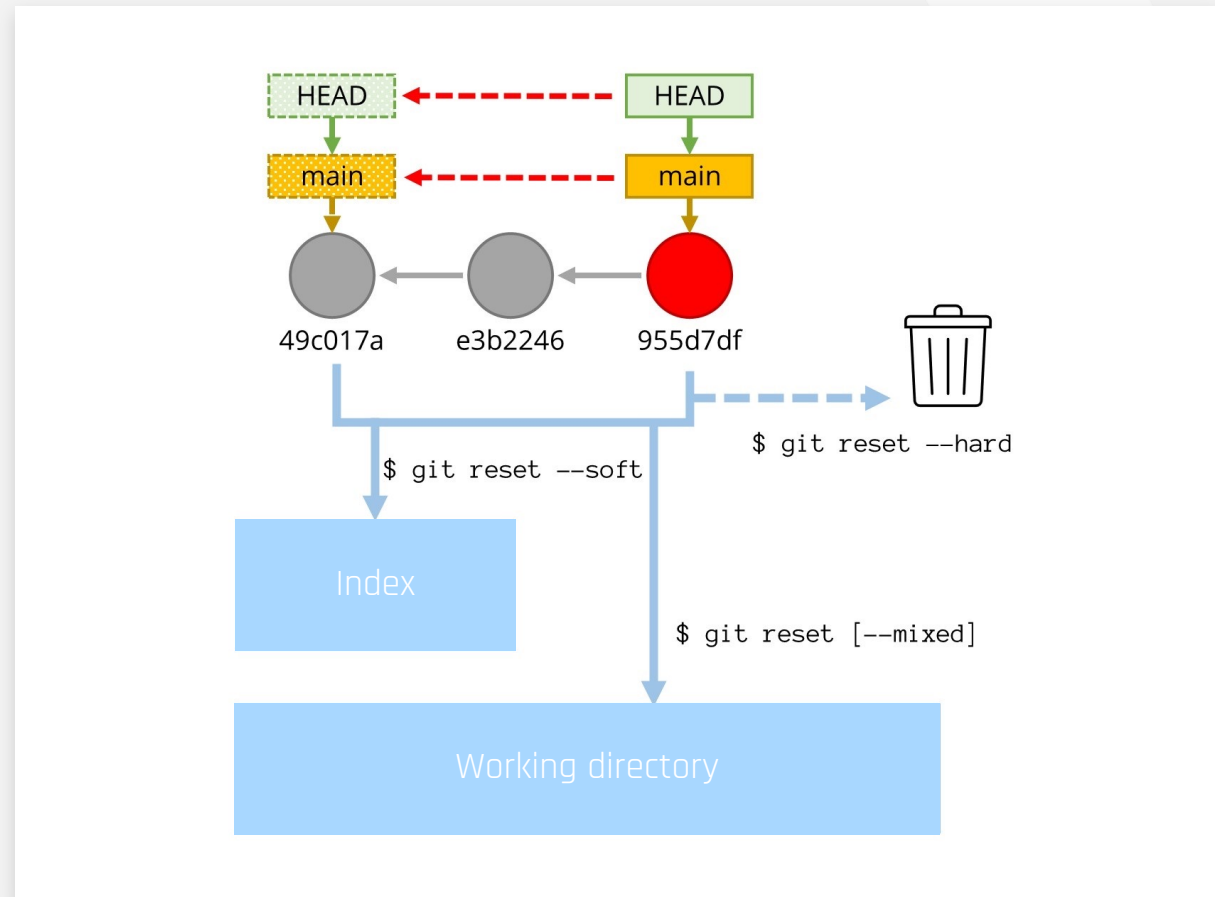 HEAD
HEAD
main
main
49c017a
e3b2246
955d7df
$ git reset --hard
$ git reset --soft
Index
$ git reset [--mixed]
Working directory